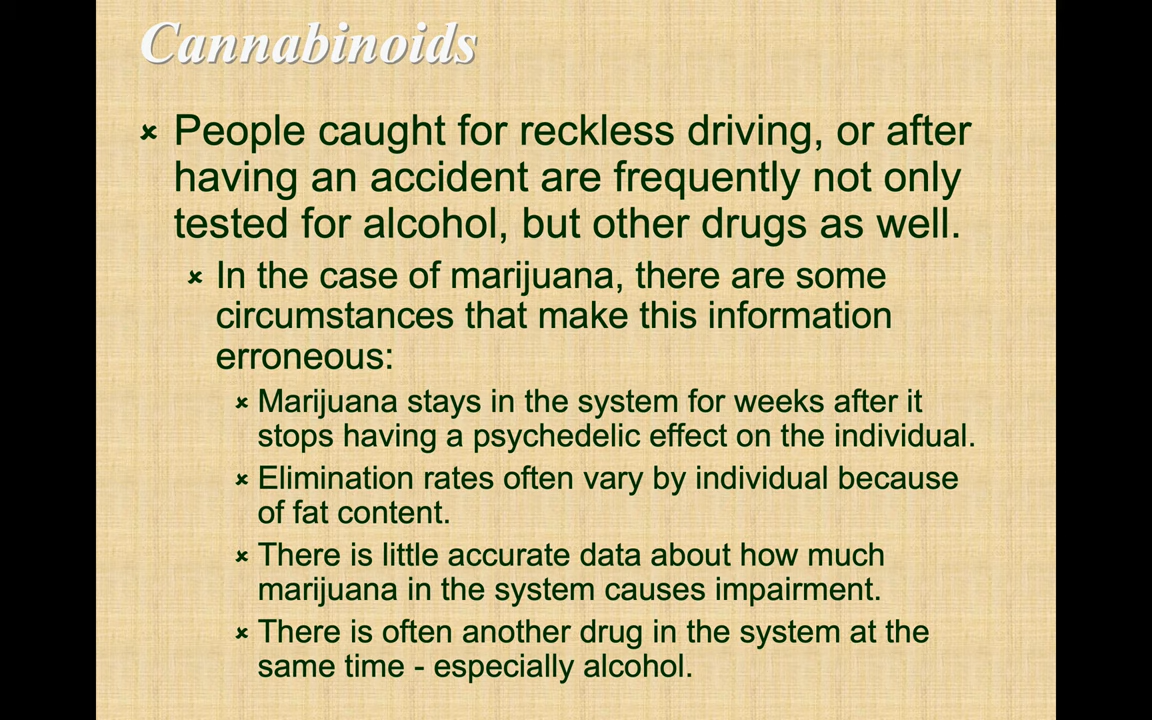 Cannabinoids
People caught for reckless driving, or after
having an accident are frequently not only
tested for alcohol, but other drugs as well.
In the case of marijuana, there are some
circumstances that make this information
erroneous:
Marijuana stays in the system for weeks after it
stops having a psychedelic effect on the individual.
Elimination rates often vary by individual because
of fat content.
There is little accurate data about how much
marijuana in the system causes impairment.
There is often another drug in the system at the
same time - especially alcohol.